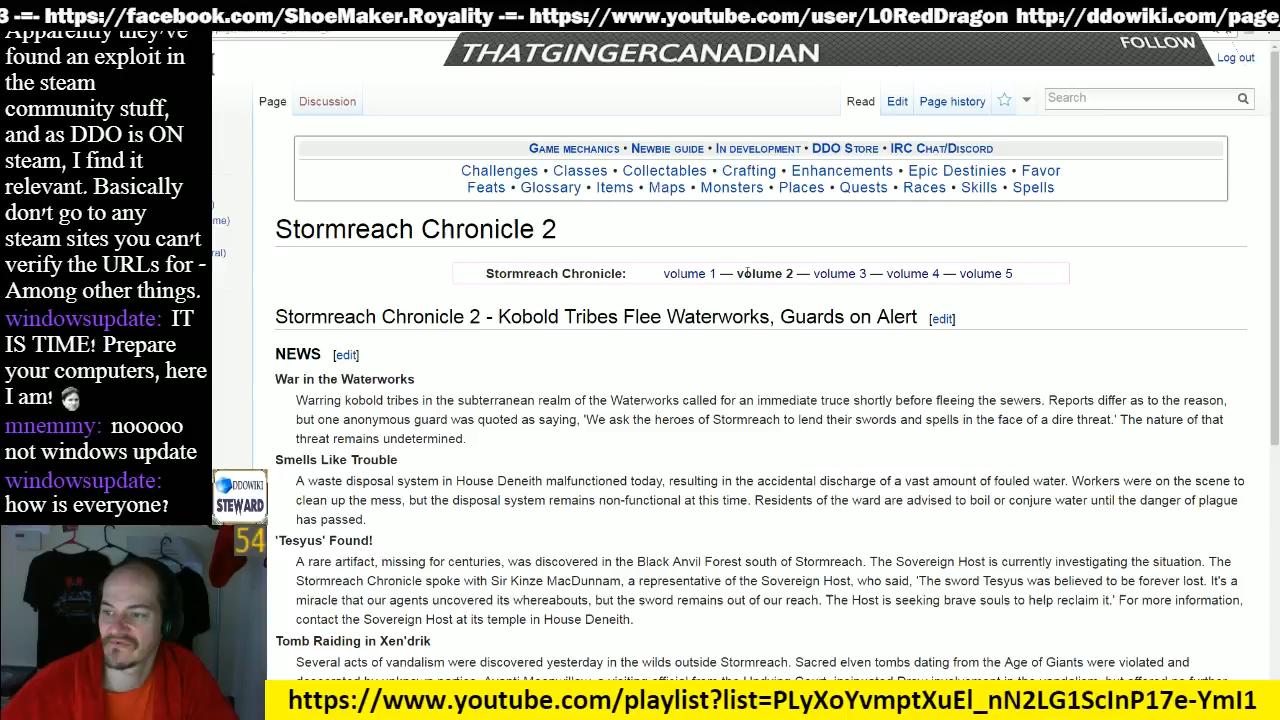 3 -=- https://facebook.com/ShoeMaker.Royality -=- https://www.youtube.com/user/L0RedDragon http://ddowiki.com/page/
Apparently they've
found an exploit in
the steam
community stuff,
and as DDO is ON
steam, I find it
relevant. Basically
don't go to any
steam sites you can't
verify the URLs for -
Among other things.
windowsupdate: IT
IS TIME! Prepare
your computers, here
I am!
mnemmy: nooooo
not windows update
windowsupdate:
how is everyone?
DDOWIKI
STEWARD
54
me)
al)
THATGINGERCANADIAN
FOLLOW
Log out
Page Discussion Read Edit Page history Search
Game mechanics • Newbie guide • In development • DDO Store • IRC Chat/Discord
Challenges • Classes • Collectables • Crafting • Enhancements • Epic Destinies • Favor
Feats • Glossary • Items • Maps • Monsters • Places • Quests • Races • Skills • Spells
Stormreach Chronicle 2
Stormreach Chronicle: volume 1 — volume 2 — volume 3 — volume 4 — volume 5
Stormreach Chronicle 2 - Kobold Tribes Flee Waterworks, Guards on Alert [edit]
NEWS [edit]
War in the Waterworks
Warring kobold tribes in the subterranean realm of the Waterworks called for an immediate truce shortly before fleeing the sewers. Reports differ as to the reason,
but one anonymous guard was quoted as saying, 'We ask the heroes of Stormreach to lend their swords and spells in the face of a dire threat.' The nature of that
threat remains undetermined.
Smells Like Trouble
A waste disposal system in House Deneith malfunctioned today, resulting in the accidental discharge of a vast amount of fouled water. Workers were on the scene to
clean up the mess, but the disposal system remains non-functional at this time. Residents of the ward are advised to boil or conjure water until the danger of plague
has passed.
'Tesyus' Found!
A rare artifact, missing for centuries, was discovered in the Black Anvil Forest south of Stormreach. The Sovereign Host is currently investigating the situation. The
Stormreach Chronicle spoke with Sir Kinze MacDunnam, a representative of the Sovereign Host, who said, 'The sword Tesyus was believed to be forever lost. It's a
miracle that our agents uncovered its whereabouts, but the sword remains out of our reach. The Host is seeking brave souls to help reclaim it.' For more information,
contact the Sovereign Host at its temple in House Deneith.
Tomb Raiding in Xen'drik
Several acts of vandalism were discovered yesterday in the wilds outside Stormreach. Sacred elven tombs dating from the Age of Giants were violated and
https://www.youtube.com/playlist?list=PLyXoYvmptXuEl_nN2LG1ScInP17e-YmI1